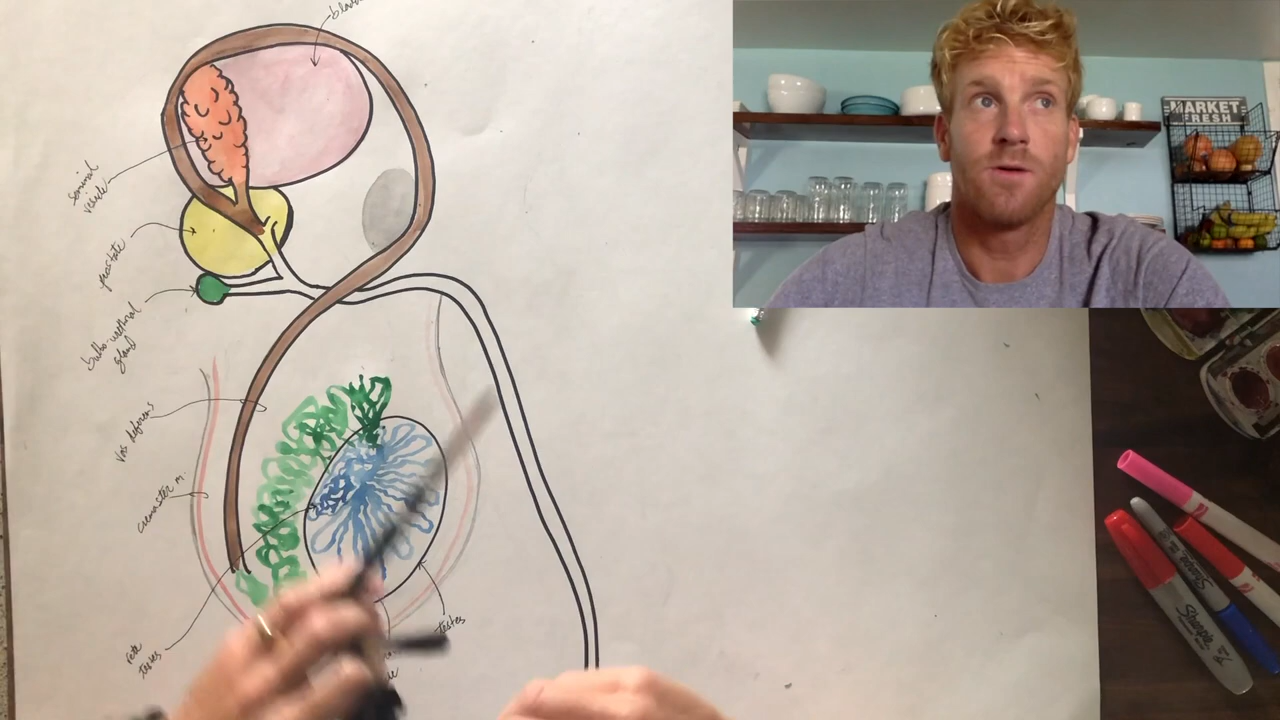 seminal
vesicle
prostate
bulbo-urethral
gland
vas deferens
cremaster m.
rete
testes
testes
MARKET
FRESH
Sharpie